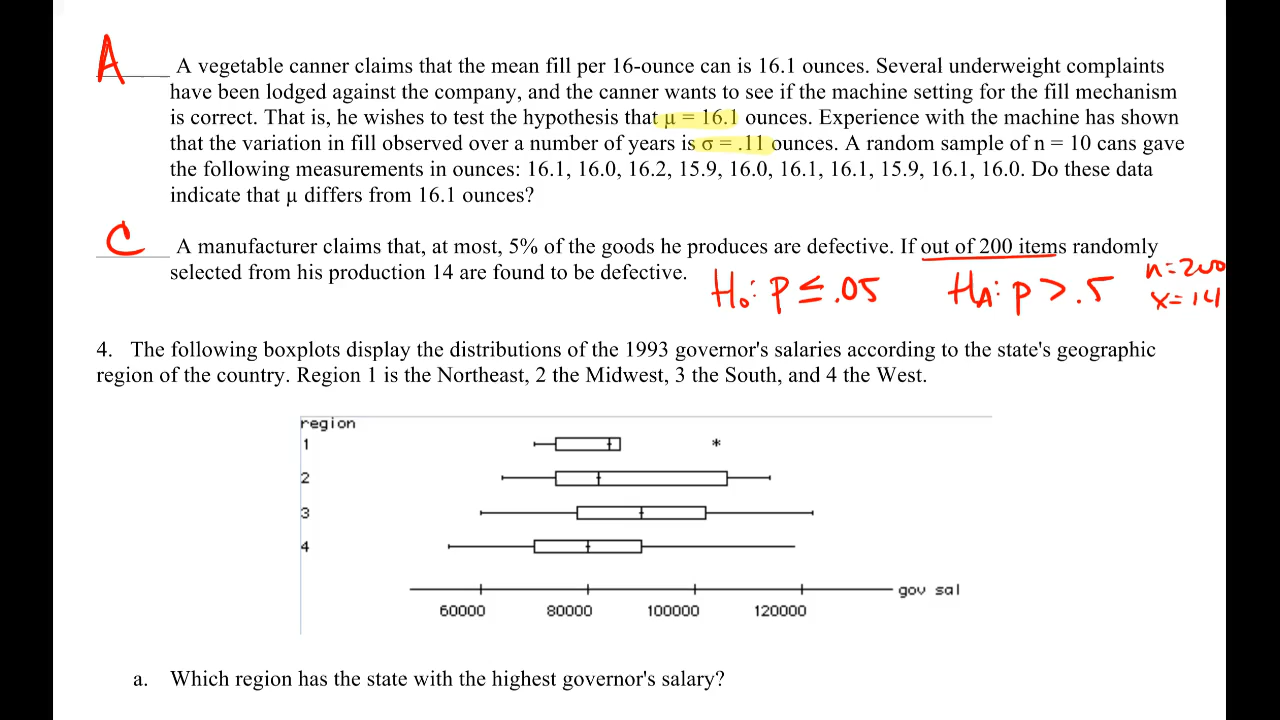 A
A vegetable canner claims that the mean fill per 16-ounce can is 16.1 ounces. Several underweight complaints
have been lodged against the company, and the canner wants to see if the machine setting for the fill mechanism
is correct. That is, he wishes to test the hypothesis that μ = 16.1 ounces. Experience with the machine has shown
that the variation in fill observed over a number of years is σ = .11 ounces. A random sample of n = 10 cans gave
the following measurements in ounces: 16.1, 16.0, 16.2, 15.9, 16.0, 16.1, 16.1, 15.9, 16.1, 16.0. Do these data
indicate that μ differs from 16.1 ounces?
C
A manufacturer claims that, at most, 5% of the goods he produces are defective. If out of 200 items randomly
selected from his production 14 are found to be defective.
H₀: p ≤ .05
H_A: p > .5
n=200
x=14
4. The following boxplots display the distributions of the 1993 governor's salaries according to the state's geographic
region of the country. Region 1 is the Northeast, 2 the Midwest, 3 the South, and 4 the West.
region
1
*
2
3
4
gov sal
60000 80000 100000 120000
a. Which region has the state with the highest governor's salary?